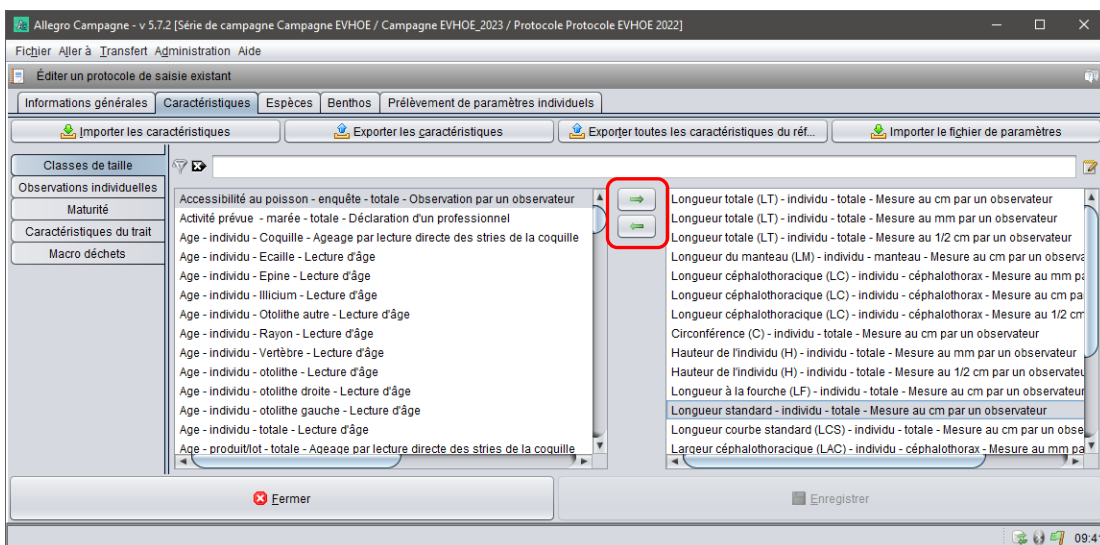 Allegro Campagne - v 5.7.2 [Série de campagne Campagne EVHOE / Campagne EVHOE_2023 / Protocole Protocole EVHOE 2022]
Fichier Aller à Transfert Administration Aide
Éditer un protocole de saisie existant
Informations générales Caractéristiques Espèces Benthos Prélèvement de paramètres individuels
Importer les caractéristiques Exporter les caractéristiques Exporter toutes les caractéristiques du réf... Importer le fichier de paramètres
Classes de taille
Observations individuelles
Maturité
Caractéristiques du trait
Macro déchets
Accessibilité au poisson - enquête - totale - Observation par un observateur
Activité prévue - marée - totale - Déclaration d'un professionnel
Age - individu - Coquille - Ageage par lecture directe des stries de la coquille
Age - individu - Ecaille - Lecture d'âge
Age - individu - Epine - Lecture d'âge
Age - individu - Illicium - Lecture d'âge
Age - individu - Otolithe autre - Lecture d'âge
Age - individu - Rayon - Lecture d'âge
Age - individu - Vertèbre - Lecture d'âge
Age - individu - otolithe - Lecture d'âge
Age - individu - otolithe droite - Lecture d'âge
Age - individu - otolithe gauche - Lecture d'âge
Age - individu - totale - Lecture d'âge
Age - produit/lot - totale - Ageage par lecture directe des stries de la coquille
Longueur totale (LT) - individu - totale - Mesure au cm par un observateur
Longueur totale (LT) - individu - totale - Mesure au mm par un observateur
Longueur totale (LT) - individu - totale - Mesure au 1/2 cm par un observateur
Longueur du manteau (LM) - individu - manteau - Mesure au cm par un observa
Longueur céphalothoracique (LC) - individu - céphalothorax - Mesure au mm pa
Longueur céphalothoracique (LC) - individu - céphalothorax - Mesure au cm pa
Longueur céphalothoracique (LC) - individu - céphalothorax - Mesure au 1/2 cm
Circonférence (C) - individu - totale - Mesure au cm par un observateur
Hauteur de l'individu (H) - individu - totale - Mesure au mm par un observateur
Hauteur de l'individu (H) - individu - totale - Mesure au 1/2 cm par un observateu
Longueur à la fourche (LF) - individu - totale - Mesure au cm par un observateur
Longueur standard - individu - totale - Mesure au cm par un observateur
Longueur courbe standard (LCS) - individu - totale - Mesure au cm par un obse
Largeur céphalothoracique (LAC) - individu - céphalothorax - Mesure au mm pa
Fermer Enregistrer